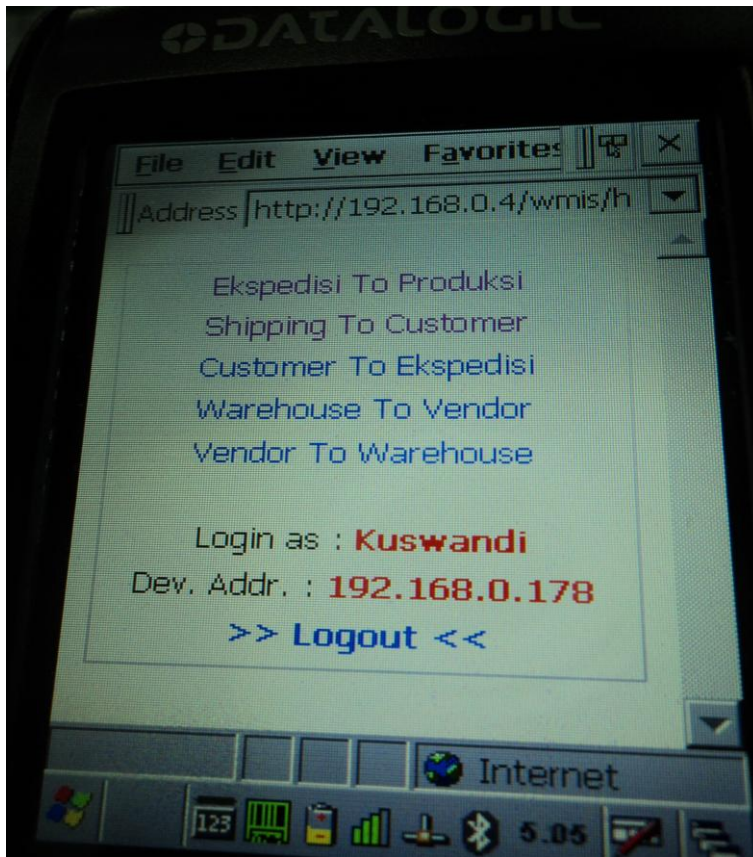 DATALOGIC
File Edit View Favorites
Address http://192.168.0.4/wmis/h
Ekspedisi To Produksi
Shipping To Customer
Customer To Ekspedisi
Warehouse To Vendor
Vendor To Warehouse
Login as : Kuswandi
Dev. Addr. : 192.168.0.178
>> Logout <<
Internet
123 5.05